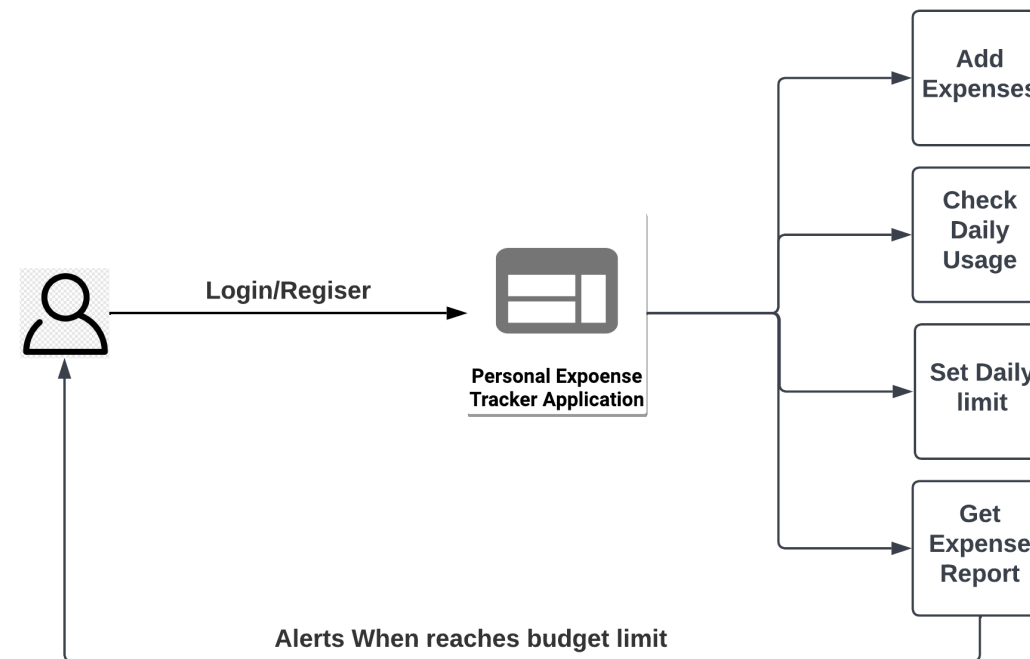 Add
Expenses
Check
Daily
Usage
Login/Regiser
Personal Expoense
Tracker Application
Set Daily
limit
Get
Expense
Report
Alerts When reaches budget limit